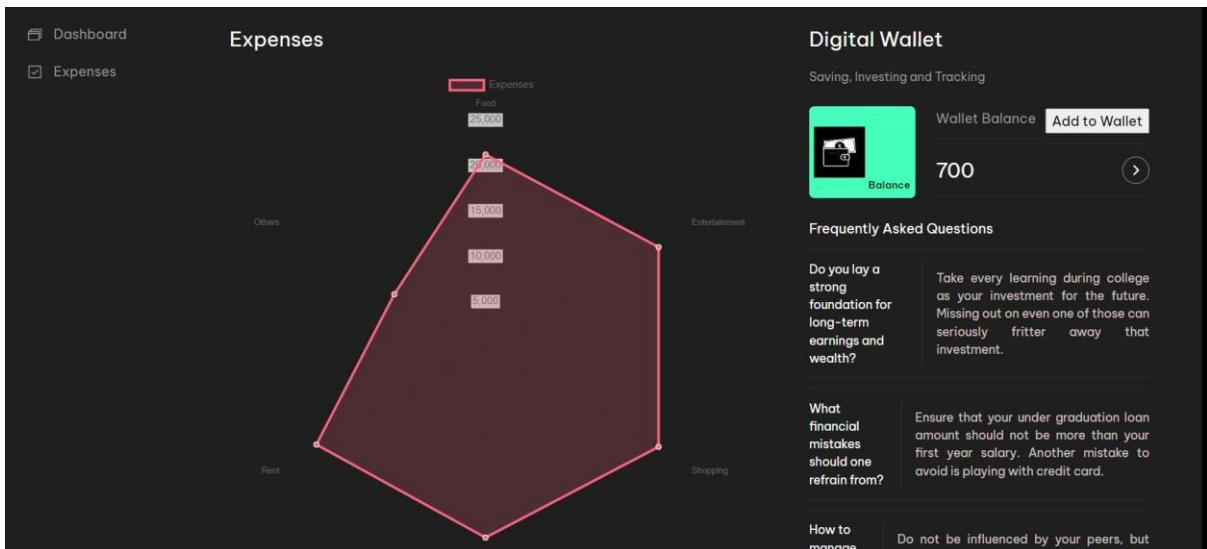 Dashboard
Expenses
Expenses
Expenses
Food
25,000
20,000
15,000
10,000
5,000
Others
Entertainment
Rent
Shopping
Digital Wallet
Saving, Investing and Tracking
Wallet Balance
Add to Wallet
Balance
700
Frequently Asked Questions
Do you lay a
strong
foundation for
long-term
earnings and
wealth?
Take every learning during college
as your investment for the future.
Missing out on even one of those can
seriously fritter away that
investment.
What
financial
mistakes
should one
refrain from?
Ensure that your under graduation loan
amount should not be more than your
first year salary. Another mistake to
avoid is playing with credit card.
How to
manage
Do not be influenced by your peers, but